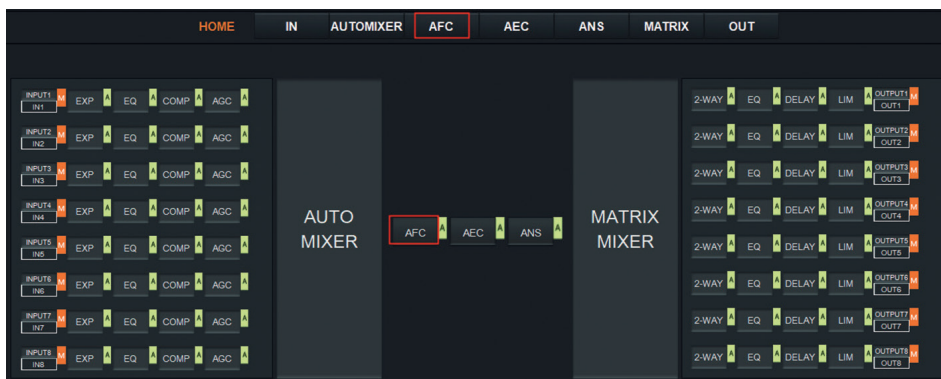 HOME IN AUTOMIXER AFC AEC ANS MATRIX OUT
INPUT1 M EXP A EQ A COMP A AGC A
IN1
INPUT2 M EXP A EQ A COMP A AGC A
IN2
INPUT3 M EXP A EQ A COMP A AGC A
IN3
INPUT4 M EXP A EQ A COMP A AGC A
IN4
INPUT5 M EXP A EQ A COMP A AGC A
IN5
INPUT6 M EXP A EQ A COMP A AGC A
IN6
INPUT7 M EXP A EQ A COMP A AGC A
IN7
INPUT8 M EXP A EQ A COMP A AGC A
IN8
AUTO
MIXER
AFC A AEC A ANS A
MATRIX
MIXER
2-WAY A EQ A DELAY A LIM A OUTPUT1 M
OUT1
2-WAY A EQ A DELAY A LIM A OUTPUT2 M
OUT2
2-WAY A EQ A DELAY A LIM A OUTPUT3 M
OUT3
2-WAY A EQ A DELAY A LIM A OUTPUT4 M
OUT4
2-WAY A EQ A DELAY A LIM A OUTPUT5 M
OUT5
2-WAY A EQ A DELAY A LIM A OUTPUT6 M
OUT6
2-WAY A EQ A DELAY A LIM A OUTPUT7 M
OUT7
2-WAY A EQ A DELAY A LIM A OUTPUT8 M
OUT8